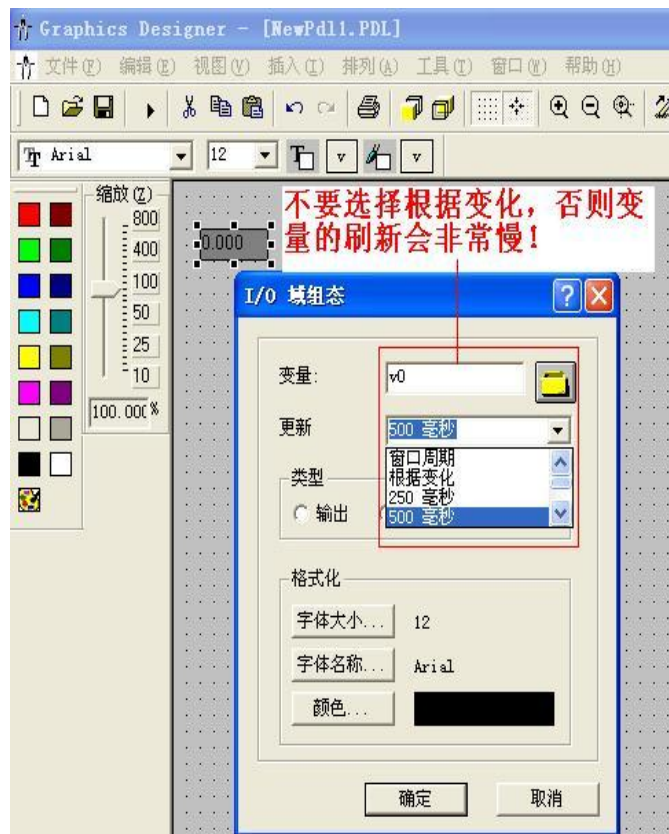 Graphics Designer - [NewPdl1.PDL]
文件(F) 编辑(E) 视图(V) 插入(I) 排列(A) 工具(T) 窗口(W) 帮助(H)
Arial 12
缩放(Z)
800
400
100
50
25
10
100.000 %
0.000
不要选择根据变化，否则变
量的刷新会非常慢！
I/O 域组态
变量: v0
更新 500 毫秒
窗口周期
根据变化
250 毫秒
500 毫秒
类型
输出
格式化
字体大小... 12
字体名称... Arial
颜色...
确定 取消